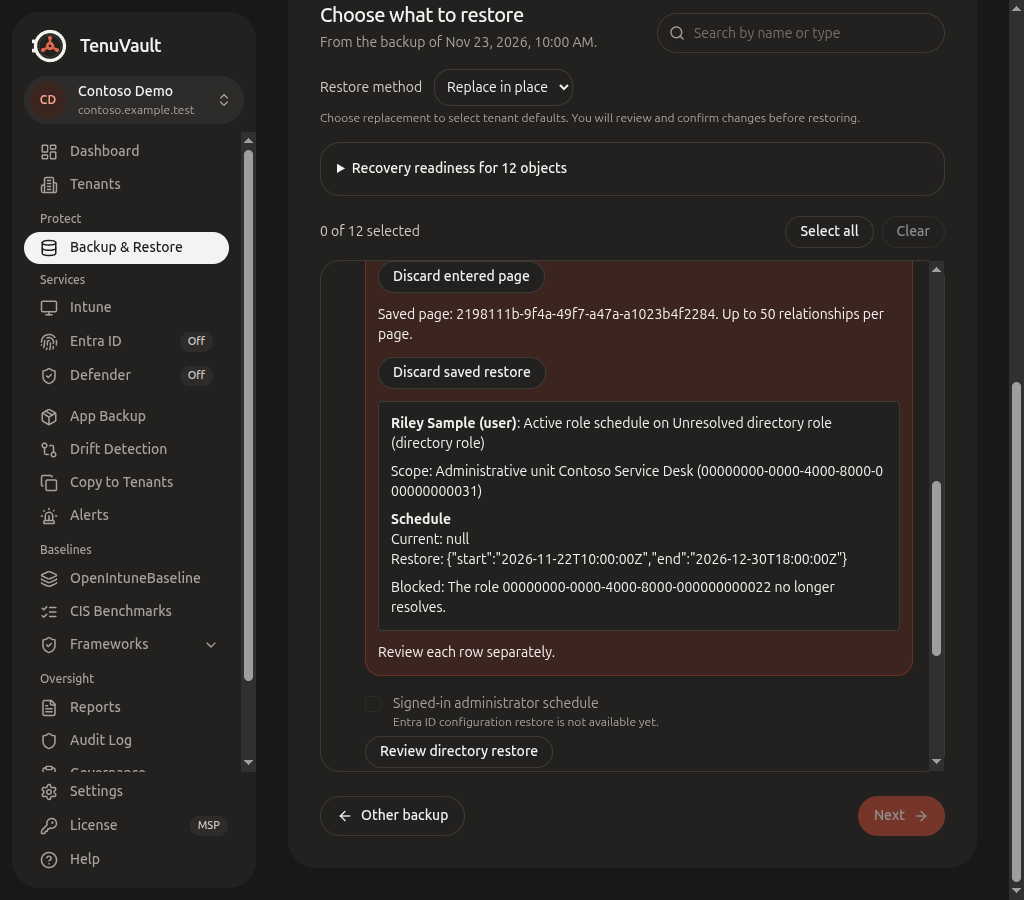 TenuVault
CD
Contoso Demo
contoso.example.test
Dashboard
Tenants
Protect
Backup & Restore
Services
Intune
Entra ID
Off
Defender
Off
App Backup
Drift Detection
Copy to Tenants
Alerts
Baselines
OpenIntuneBaseline
CIS Benchmarks
Frameworks
Oversight
Reports
Audit Log
Governance
Settings
License
MSP
Help
Choose what to restore
From the backup of Nov 23, 2026, 10:00 AM.
Search by name or type
Restore method
Replace in place
Choose replacement to select tenant defaults. You will review and confirm changes before restoring.
Recovery readiness for 12 objects
0 of 12 selected
Select all
Clear
Discard entered page
Saved page: 2198111b-9f4a-49f7-a47a-a1023b4f2284. Up to 50 relationships per
page.
Discard saved restore
Riley Sample (user): Active role schedule on Unresolved directory role
(directory role)
Scope: Administrative unit Contoso Service Desk (00000000-0000-4000-8000-0
00000000031)
Schedule
Current: null
Restore: {"start":"2026-11-22T10:00:00Z","end":"2026-12-30T18:00:00Z"}
Blocked: The role 00000000-0000-4000-8000-000000000022 no longer
resolves.
Review each row separately.
Signed-in administrator schedule
Entra ID configuration restore is not available yet.
Review directory restore
Other backup
Next